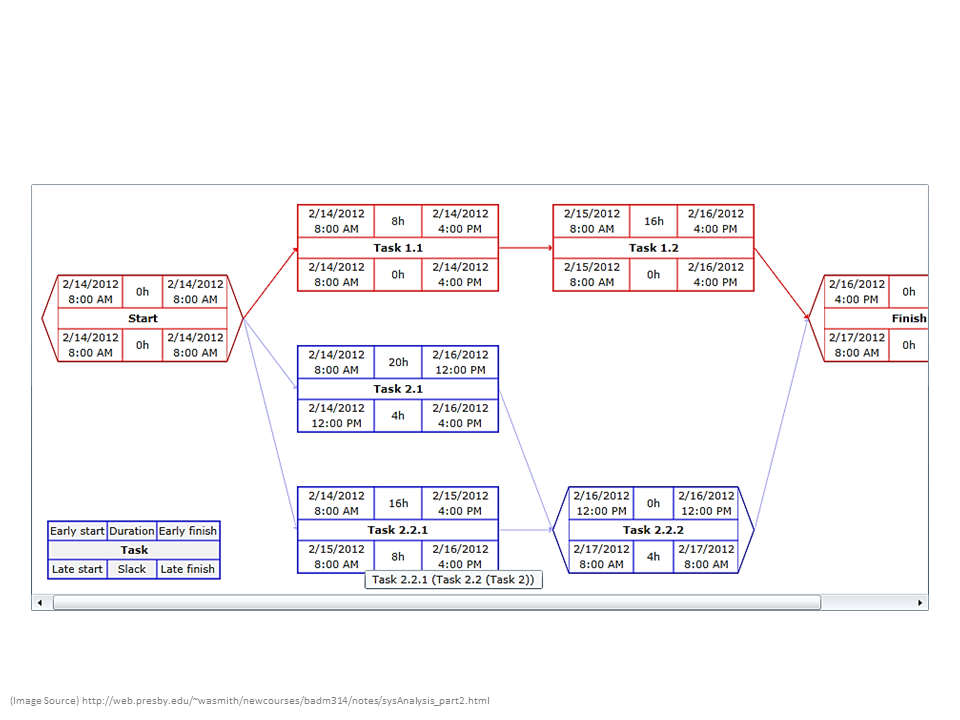 2/14/2012
8:00 AM
0h
2/14/2012
8:00 AM
Start
2/14/2012
8:00 AM
0h
2/14/2012
8:00 AM
2/14/2012
8:00 AM
8h
2/14/2012
4:00 PM
Task 1.1
2/14/2012
8:00 AM
0h
2/14/2012
4:00 PM
2/15/2012
8:00 AM
16h
2/16/2012
4:00 PM
Task 1.2
2/15/2012
8:00 AM
0h
2/16/2012
4:00 PM
2/16/2012
4:00 PM
0h
Finish
2/17/2012
8:00 AM
0h
2/14/2012
8:00 AM
20h
2/16/2012
12:00 PM
Task 2.1
2/14/2012
12:00 PM
4h
2/16/2012
4:00 PM
2/14/2012
8:00 AM
16h
2/15/2012
4:00 PM
Task 2.2.1
2/15/2012
8:00 AM
8h
2/16/2012
4:00 PM
Task 2.2.1 (Task 2.2 (Task 2))
2/16/2012
12:00 PM
0h
2/16/2012
12:00 PM
Task 2.2.2
2/17/2012
8:00 AM
4h
2/17/2012
8:00 AM
Early start Duration Early finish
Task
Late start Slack Late finish
(Image Source) http://web.presby.edu/~wasmith/newcourses/badm314/notes/sysAnalysis_part2.html